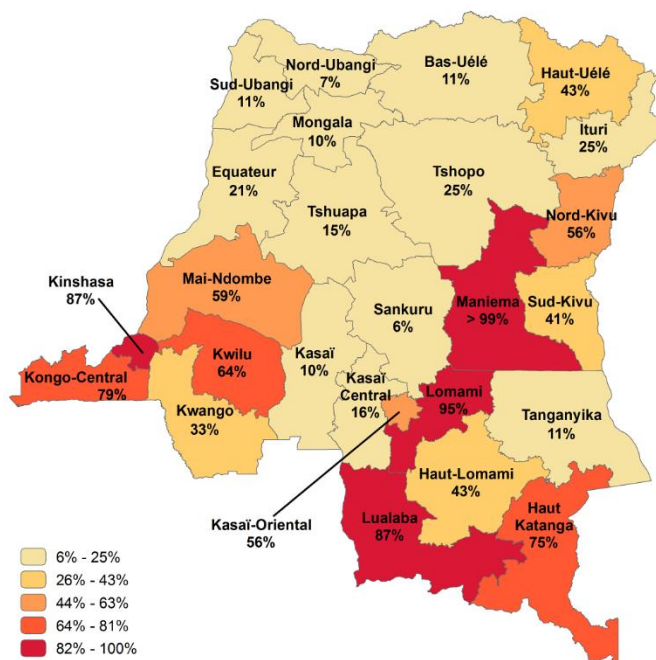 Nord-Ubangi
7%
Bas-Uélé
11%
Haut-Uélé
43%
Sud-Ubangi
11%
Mongala
10%
Ituri
25%
Equateur
21%
Tshopo
25%
Tshuapa
15%
Nord-Kivu
56%
Kinshasa
87%
Mai-Ndombe
59%
Sankuru
6%
Maniema
> 99%
Sud-Kivu
41%
Kongo-Central
79%
Kwilu
64%
Kasaï
10%
Kasaï
Central
16%
Lomami
95%
Kwango
33%
Tanganyika
11%
Kasaï-Oriental
56%
Haut-Lomami
43%
Lualaba
87%
Haut
Katanga
75%
6% - 25%
26% - 43%
44% - 63%
64% - 81%
82% - 100%